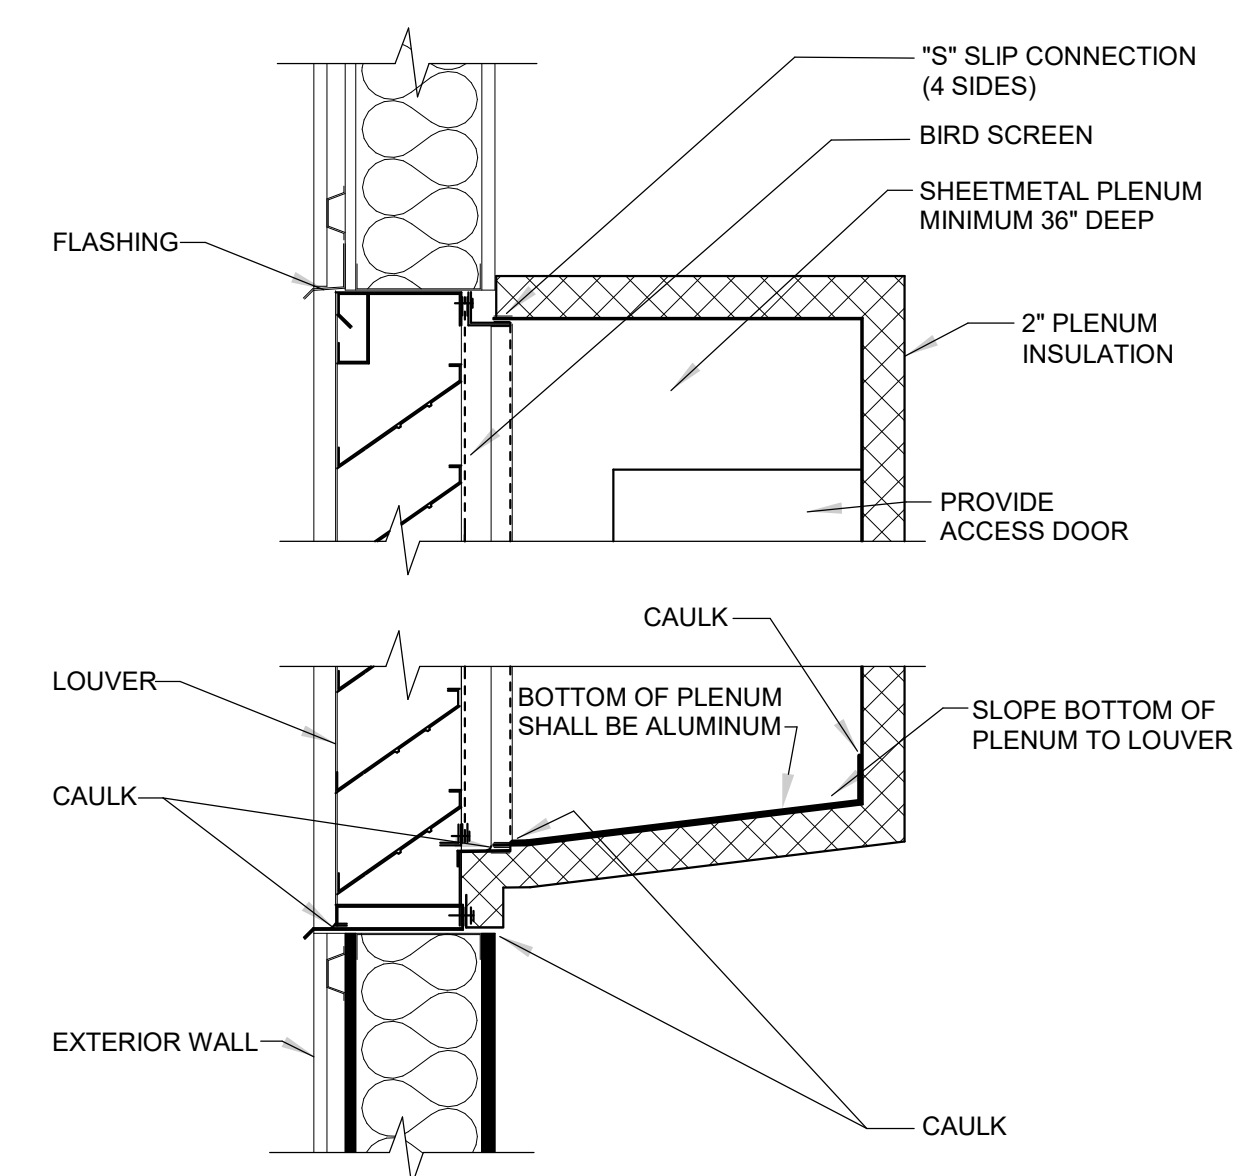 "S" SLIP CONNECTION
(4 SIDES)
BIRD SCREEN
SHEETMETAL PLENUM
MINIMUM 36" DEEP
FLASHING
2" PLENUM
INSULATION
PROVIDE
ACCESS DOOR
CAULK
LOUVER
BOTTOM OF PLENUM
SHALL BE ALUMINUM
SLOPE BOTTOM OF
PLENUM TO LOUVER
CAULK
EXTERIOR WALL
CAULK